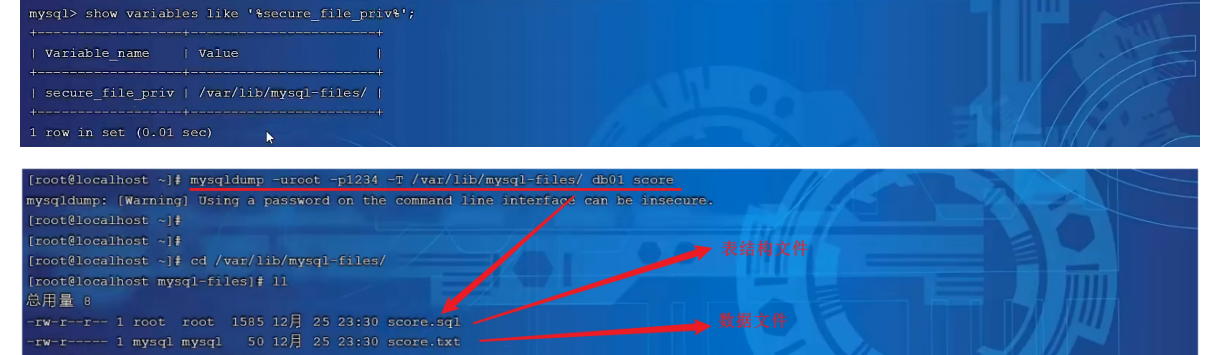 mysql> show variables like '%secure_file_priv%';
+------------------+-----------------------+
| Variable_name    | Value                 |
+------------------+-----------------------+
| secure_file_priv | /var/lib/mysql-files/ |
+------------------+-----------------------+
1 row in set (0.01 sec)
[root@localhost ~]# mysqldump -uroot -p1234 -T /var/lib/mysql-files/ db01 score
mysqldump: [Warning] Using a password on the command line interface can be insecure.
[root@localhost ~]#
[root@localhost ~]#
表结构文件
[root@localhost ~]# cd /var/lib/mysql-files/
[root@localhost mysql-files]# ll
总用量 8
-rw-r--r-- 1 root  root  1585 12月 25 23:30 score.sql
数据文件
-rw-r----- 1 mysql mysql   50 12月 25 23:30 score.txt